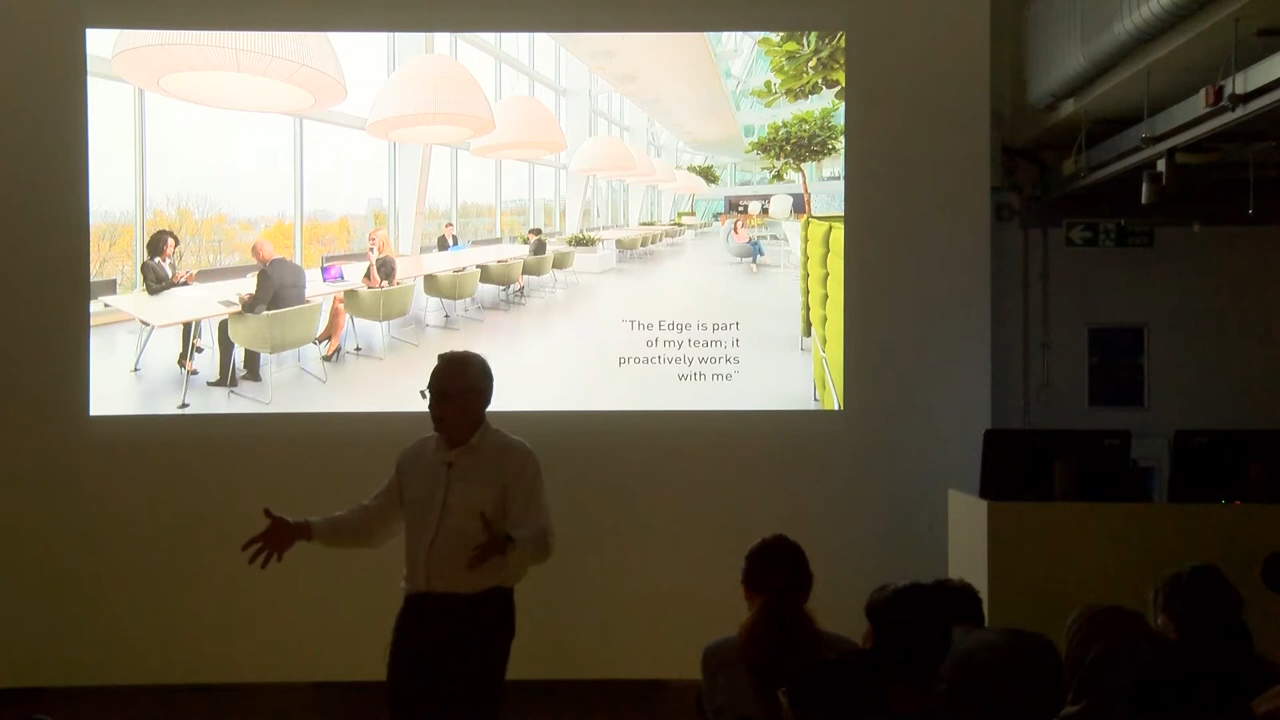 "The Edge is part
of my team; it
proactively works
with me"